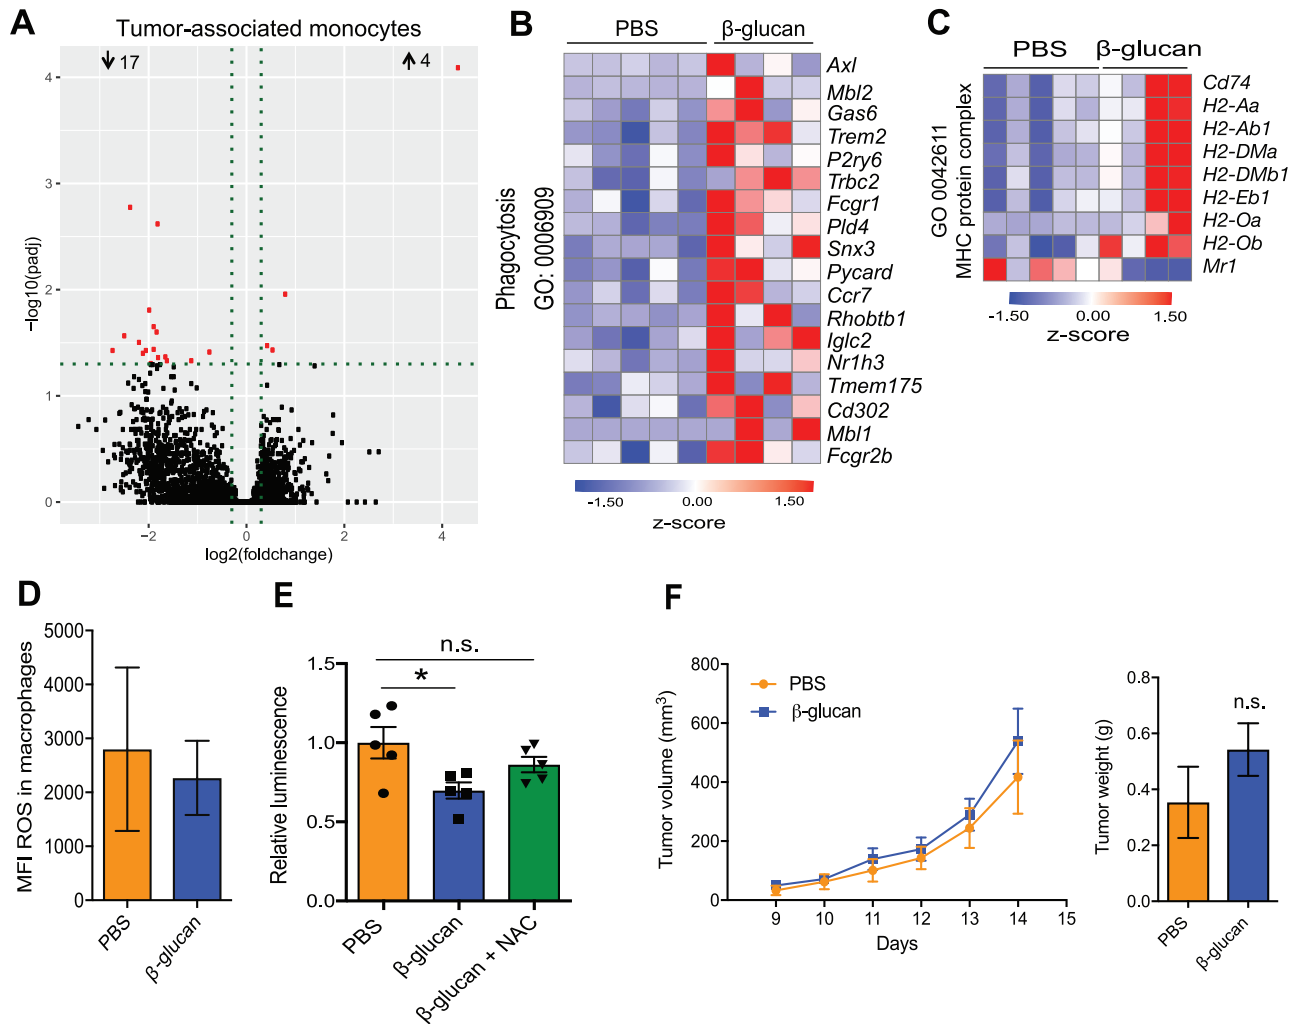 A
Tumor-associated monocytes
↓ 17
↑ 4
4
3
2
1
0
−2
0
2
4
−log10(padj)
log2(foldchange)
B
PBS
β-glucan
Phagocytosis
GO: 0006909
Axl
Mbl2
Gas6
Trem2
P2ry6
Trbc2
Fcgr1
Pld4
Snx3
Pycard
Ccr7
Rhobtb1
Iglc2
Nr1h3
Tmem175
Cd302
Mbl1
Fcgr2b
-1.50
0.00
1.50
z-score
C
PBS
β-glucan
GO 0042611
MHC protein complex
Cd74
H2-Aa
H2-Ab1
H2-DMa
H2-DMb1
H2-Eb1
H2-Oa
H2-Ob
Mr1
-1.50
0.00
1.50
z-score
D
MFI ROS in macrophages
5000
4000
3000
2000
1000
0
PBS
β-glucan
E
n.s.
*
Relative luminescence
1.5
1.0
0.5
0.0
PBS
β-glucan
β-glucan + NAC
F
Tumor volume (mm³)
800
600
400
200
0
PBS
β-glucan
9
10
11
12
13
14
15
Days
Tumor weight (g)
0.8
0.6
0.4
0.2
0.0
n.s.
PBS
β-glucan